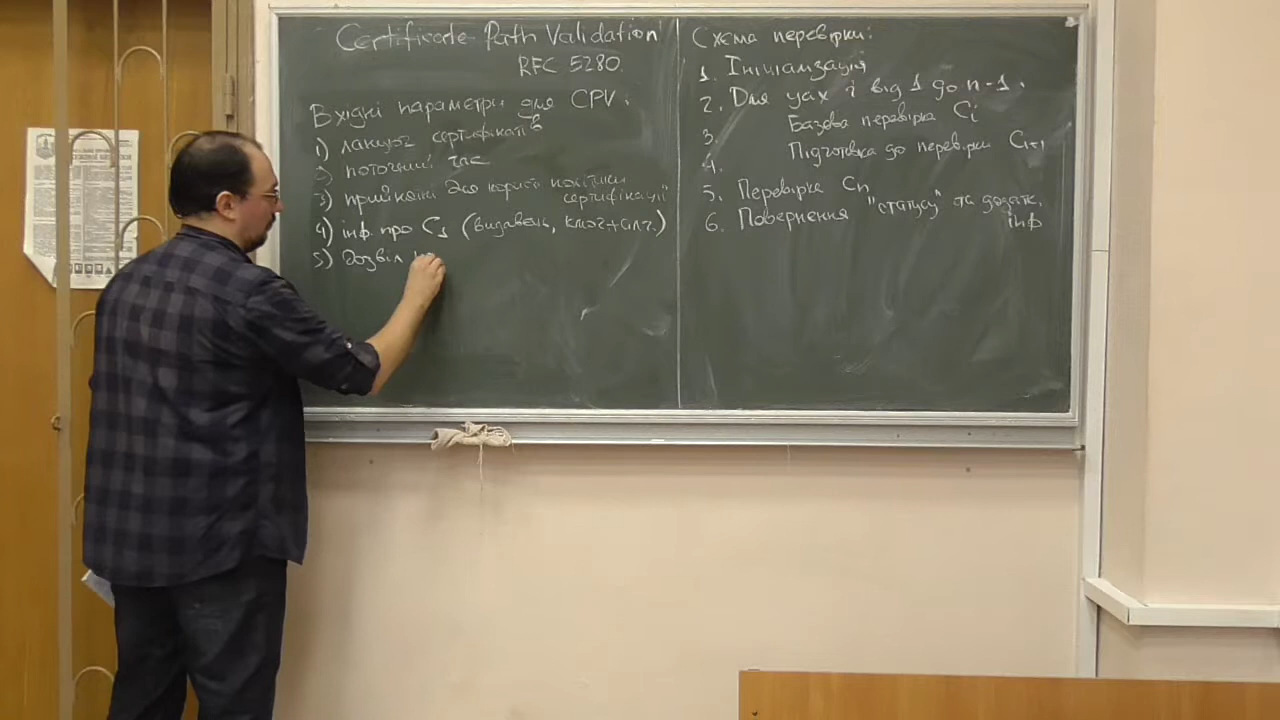 Certificate Path Validation
RFC 5280.
Вхідні параметри для CPV:
1) ланцюг сертифікатів
2) поточний час
3) прийнятні для користв політики
сертифікації
4) інф. про C1 (видавець, ключ+алг.)
5) дозвіл
Схема перевірки:
1. Ініціалізація
2. Для усіх i від 1 до n-1.
3. Базова перевірка Ci
4. Підготовка до перевірки Ci+1
5. Перевірка Cn
6. Повернення "статусу" та додатк.
інф